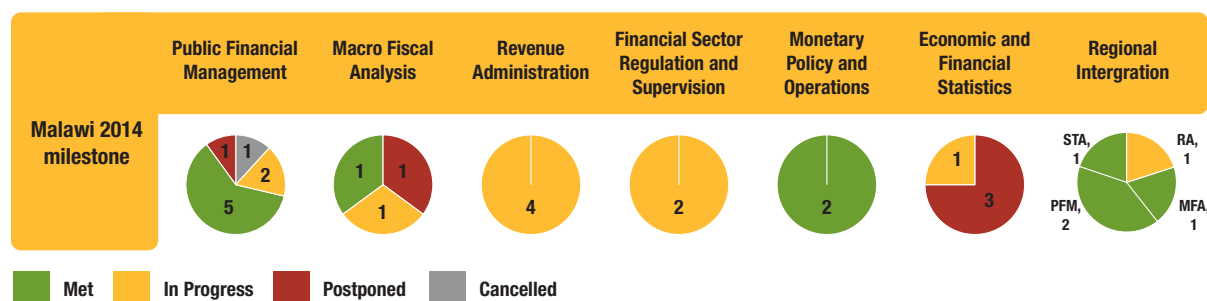 Public Financial
Management
Macro Fiscal
Analysis
Revenue
Administration
Financial Sector
Regulation and
Supervision
Monetary
Policy and
Operations
Economic and
Financial
Statistics
Regional
Intergration
Malawi 2014
milestone
1
1
2
5
1
1
1
4
2
2
1
3
STA,
1
RA,
1
PFM,
2
MFA,
1
Met
In Progress
Postponed
Cancelled